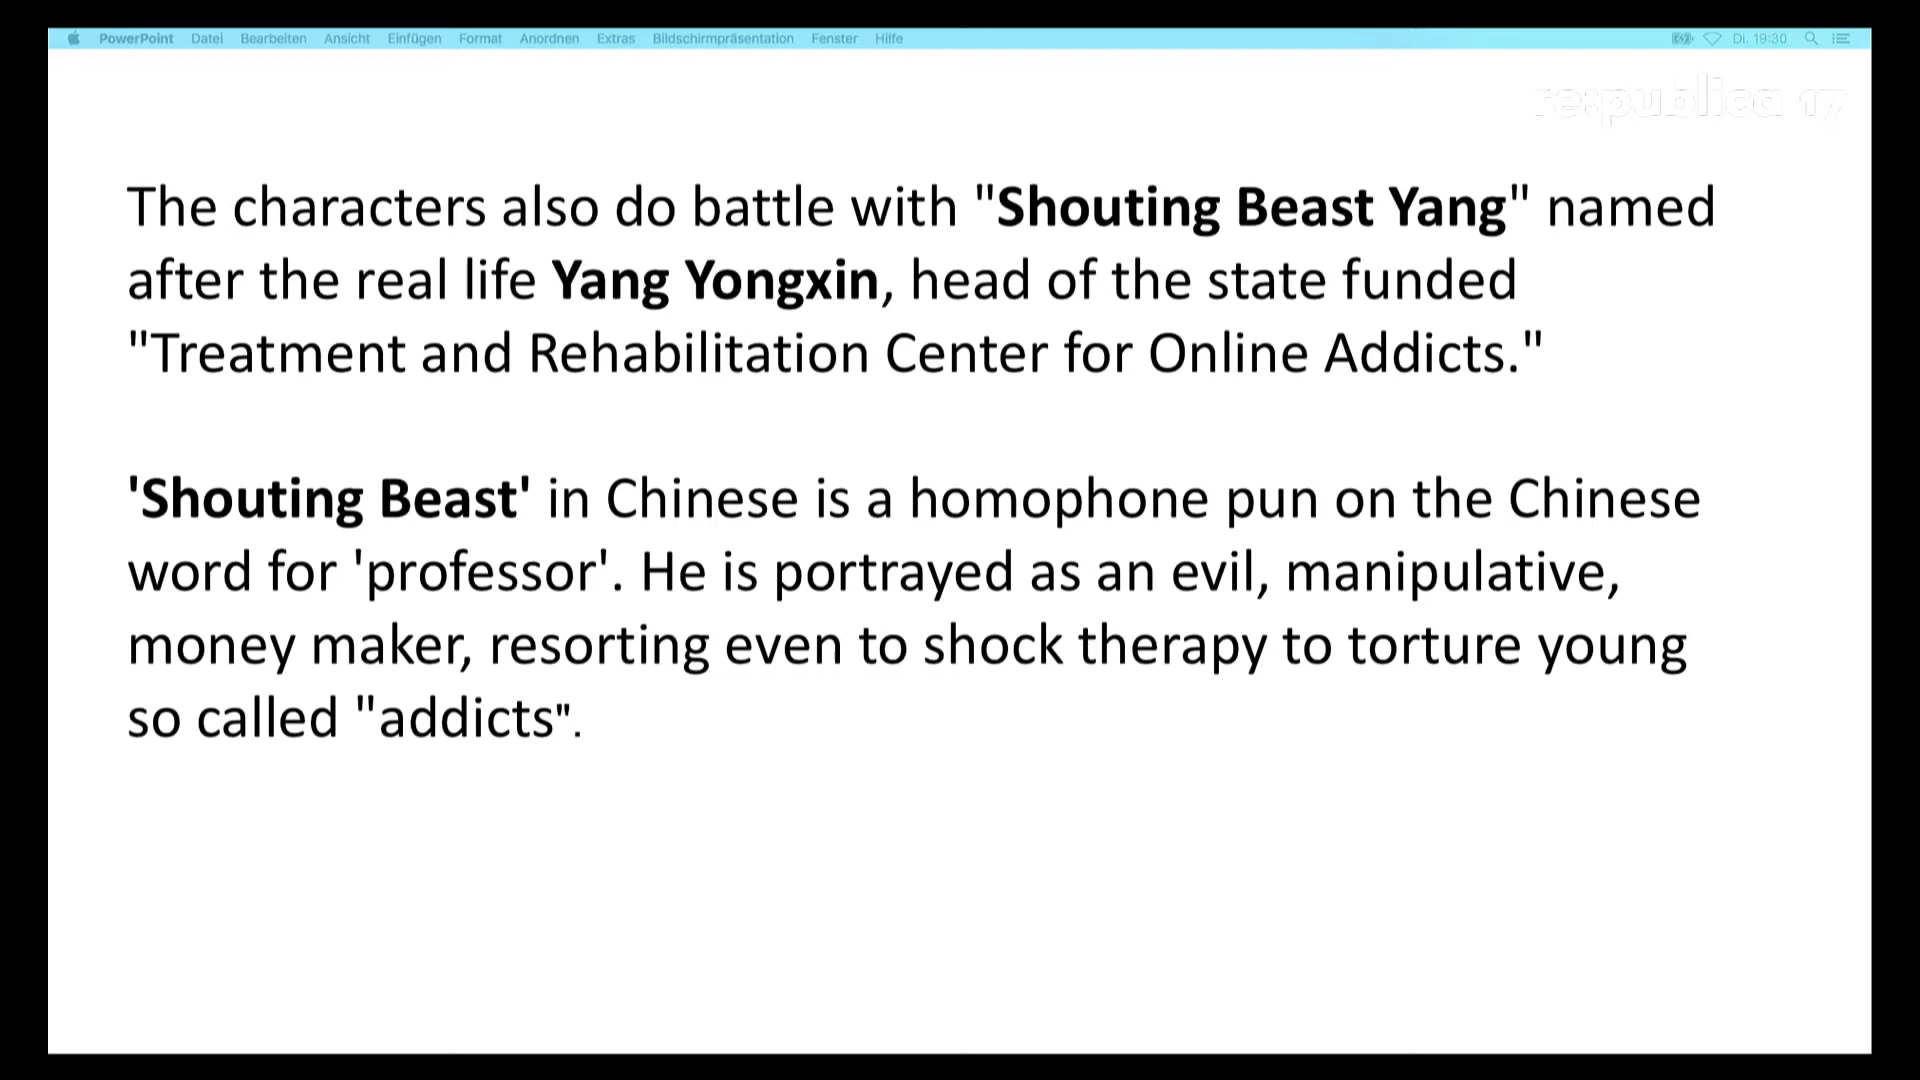 PowerPoint Datei Bearbeiten Ansicht Einfügen Format Anordnen Extras Bildschirmpräsentation Fenster Hilfe Di. 19:30
re:publica 17
The characters also do battle with "Shouting Beast Yang" named
after the real life Yang Yongxin, head of the state funded
"Treatment and Rehabilitation Center for Online Addicts."
'Shouting Beast' in Chinese is a homophone pun on the Chinese
word for 'professor'. He is portrayed as an evil, manipulative,
money maker, resorting even to shock therapy to torture young
so called "addicts".